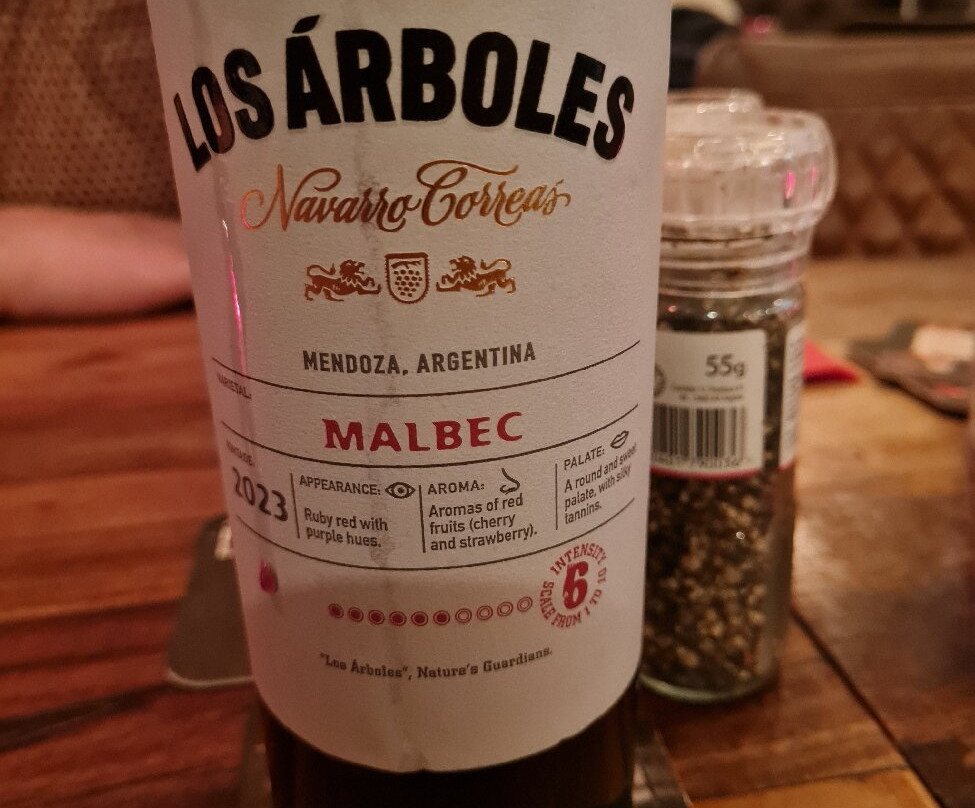 LOS ÁRBOLES
Navarro Correas
MENDOZA, ARGENTINA
VARIETAL:
MALBEC
VINTAGE:
2023
APPEARANCE:
Ruby red with
purple hues.
AROMA:
Aromas of red
fruits (cherry
and strawberry).
PALATE:
A round and sweet
palate, with silky
tannins.
INTENSITY
6
SCALE FROM 1 TO 10
"Los Árboles", Nature's Guardians.
55g